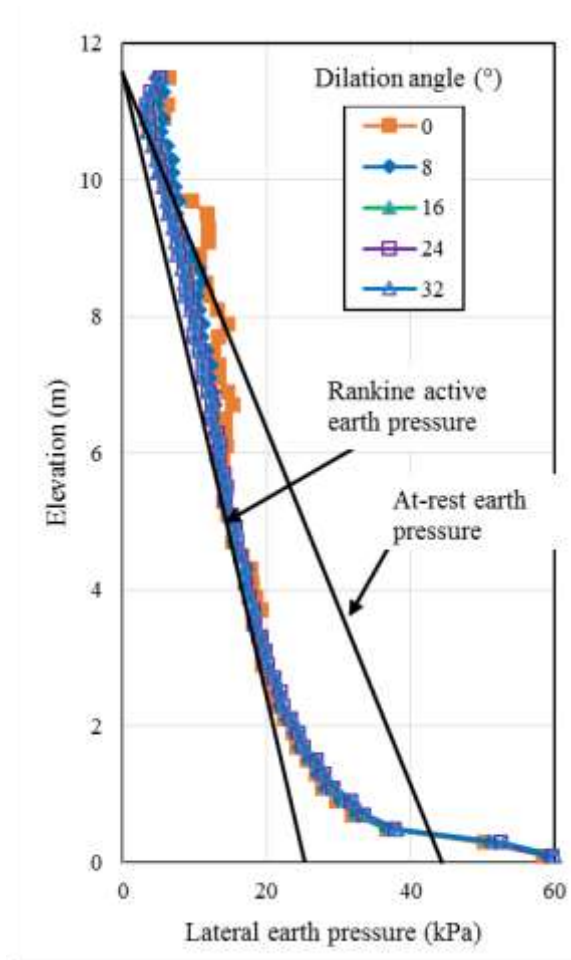 12
Dilation angle (°)
0
8
10
16
24
32
8
Rankine active
earth pressure
6
At-rest earth
pressure
4
2
0
0
20
40
60
Elevation (m)
Lateral earth pressure (kPa)